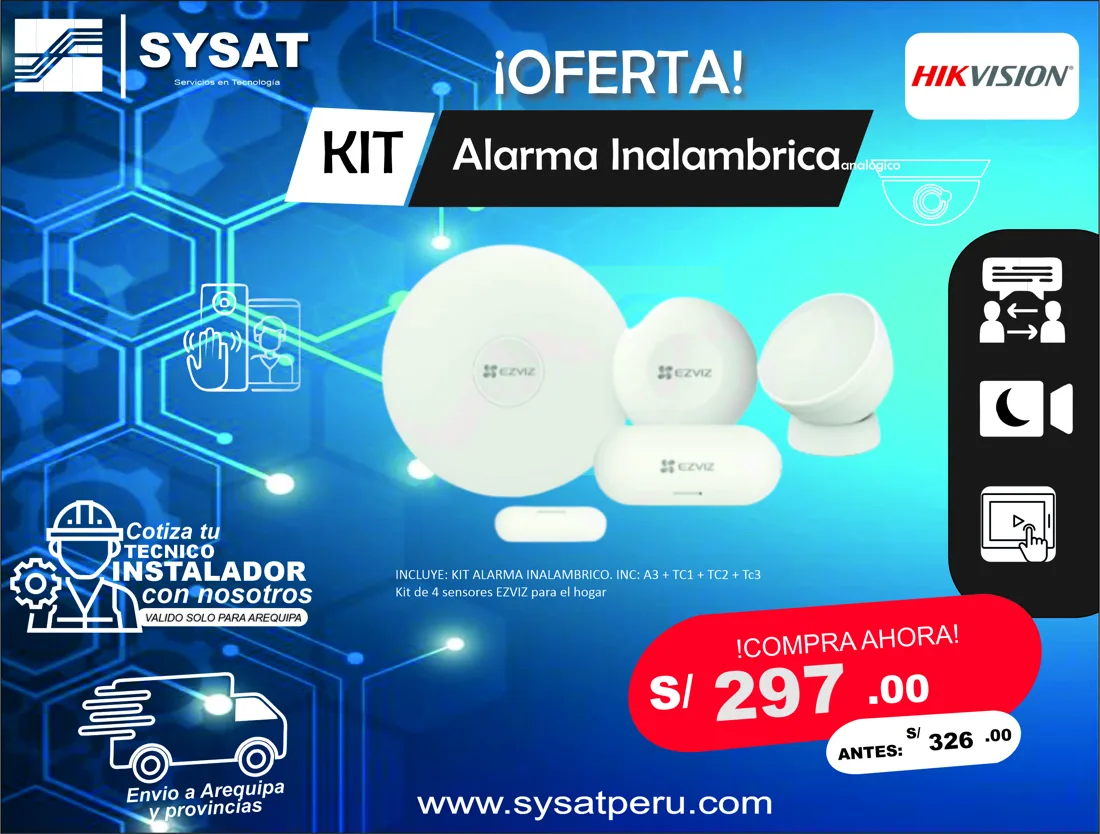 SYSAT
Servicios en Tecnología
¡OFERTA!
HIKVISION®
KIT
Alarma Inalambrica
analógico
EZVIZ
EZVIZ
EZVIZ
Cotiza tu
TECNICO
INSTALADOR
con nosotros
VALIDO SOLO PARA AREQUIPA
INCLUYE: KIT ALARMA INALAMBRICO. INC: A3 + TC1 + TC2 + Tc3
Kit de 4 sensores EZVIZ para el hogar
!COMPRA AHORA!
S/ 297 .00
ANTES: S/ 326 .00
Envio a Arequipa
y provincias
www.sysatperu.com